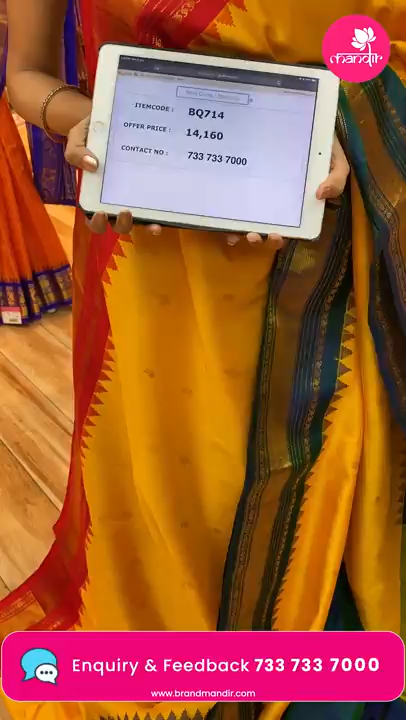 mandir
ITEMCODE : BQ714
OFFER PRICE : 14,160
CONTACT NO : 733 733 7000
Enquiry & Feedback 733 733 7000
www.brandmandir.com